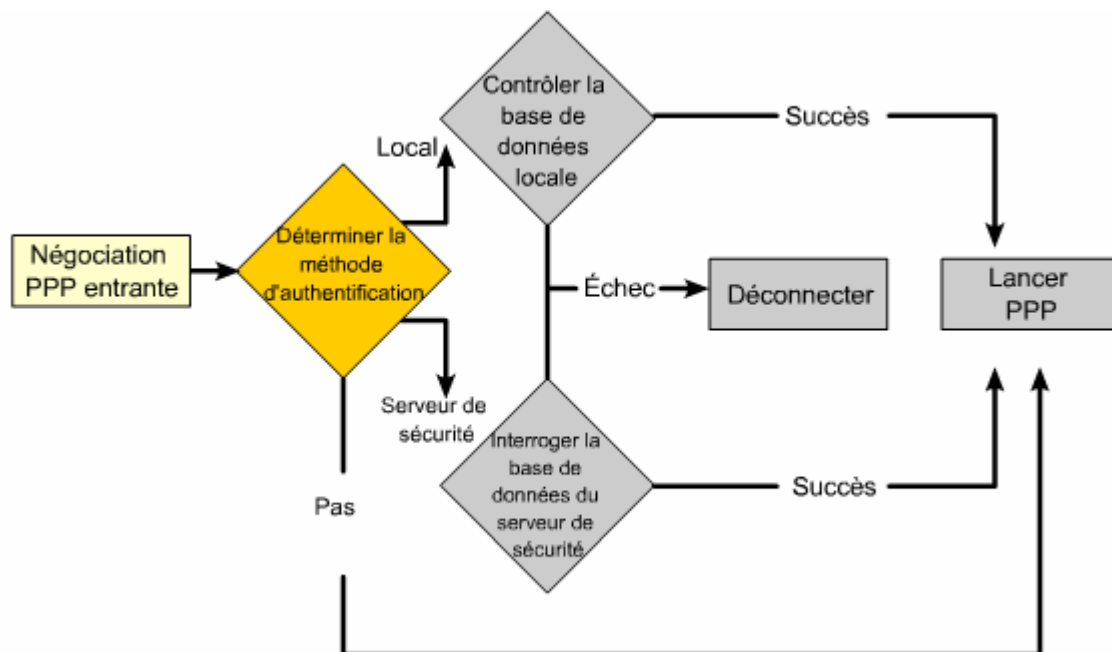 Négociation
PPP entrante
Déterminer la
méthode
d'authentification
Local
Serveur de
sécurité
Pas
Contrôler la
base de
données
locale
Échec
Interroger la
base de
données du
serveur de
sécurité
Succès
Déconnecter
Succès
Lancer
PPP